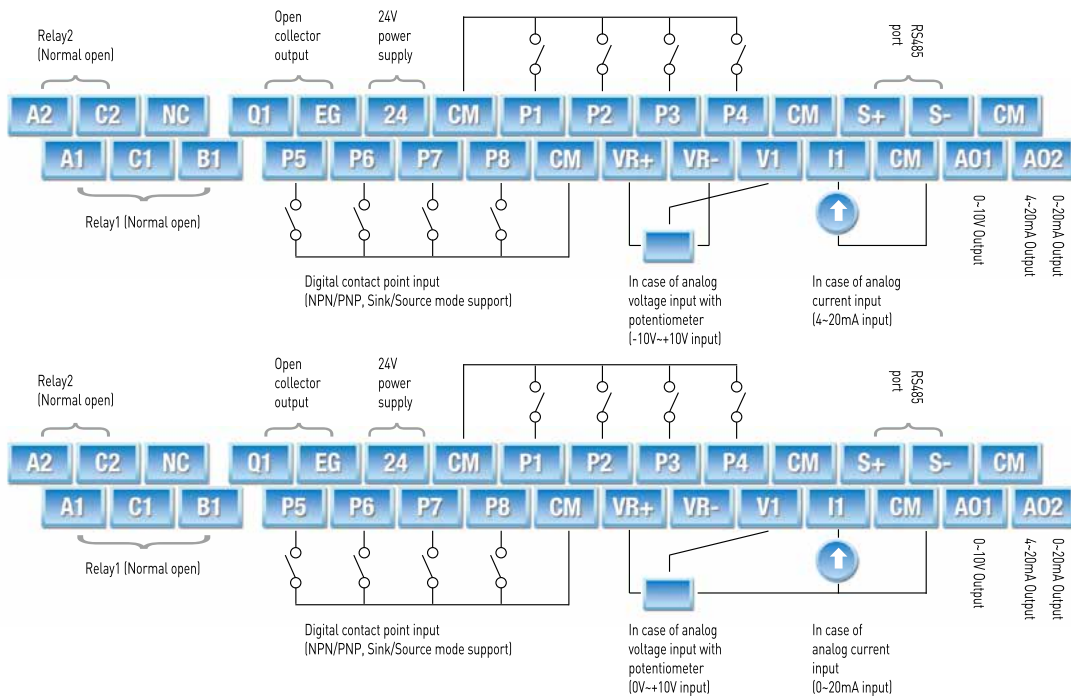 Relay2
(Normal open)
Open
collector
output
24V
power
supply
RS485
port
A2 C2 NC Q1 EG 24 CM P1 P2 P3 P4 CM S+ S- CM
A1 C1 B1 P5 P6 P7 P8 CM VR+ VR- V1 I1 CM AO1 AO2
Relay1 (Normal open)
Digital contact point input
(NPN/PNP, Sink/Source mode support)
In case of analog
voltage input with
potentiometer
(-10V~+10V input)
In case of analog
current input
(4~20mA input)
0~10V Output
0~20mA Output
4~20mA Output
Relay2
(Normal open)
Open
collector
output
24V
power
supply
RS485
port
A2 C2 NC Q1 EG 24 CM P1 P2 P3 P4 CM S+ S- CM
A1 C1 B1 P5 P6 P7 P8 CM VR+ VR- V1 I1 CM AO1 AO2
Relay1 (Normal open)
Digital contact point input
(NPN/PNP, Sink/Source mode support)
In case of analog
voltage input with
potentiometer
(0V~+10V input)
In case of
analog current
input
(0~20mA input)
0~10V Output
0~20mA Output
4~20mA Output